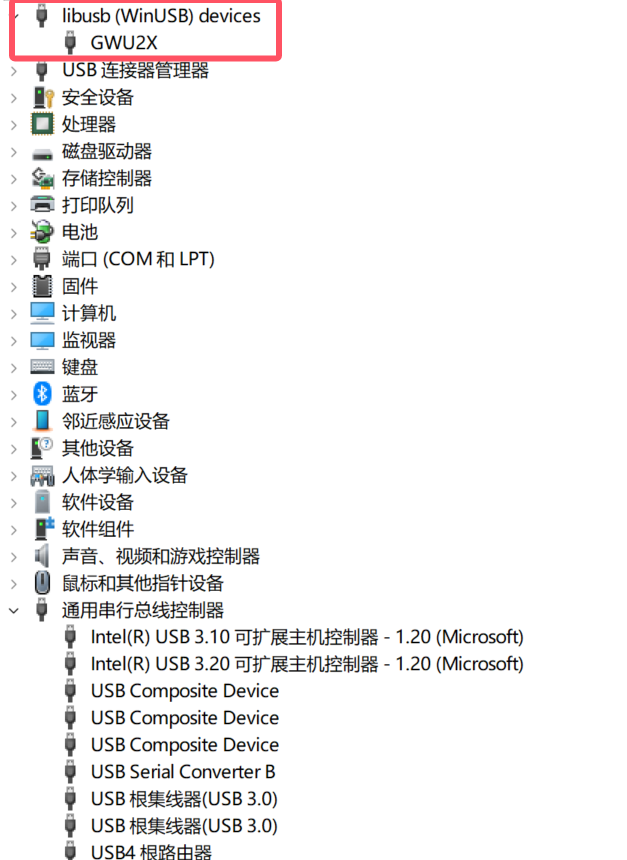 libusb (WinUSB) devices
GWU2X
USB 连接器管理器
安全设备
处理器
磁盘驱动器
存储控制器
打印队列
电池
端口 (COM 和 LPT)
固件
计算机
监视器
键盘
蓝牙
邻近感应设备
其他设备
人体学输入设备
软件设备
软件组件
声音、视频和游戏控制器
鼠标和其他指针设备
通用串行总线控制器
Intel(R) USB 3.10 可扩展主机控制器 - 1.20 (Microsoft)
Intel(R) USB 3.20 可扩展主机控制器 - 1.20 (Microsoft)
USB Composite Device
USB Composite Device
USB Composite Device
USB Serial Converter B
USB 根集线器(USB 3.0)
USB 根集线器(USB 3.0)
USB4 根路由器